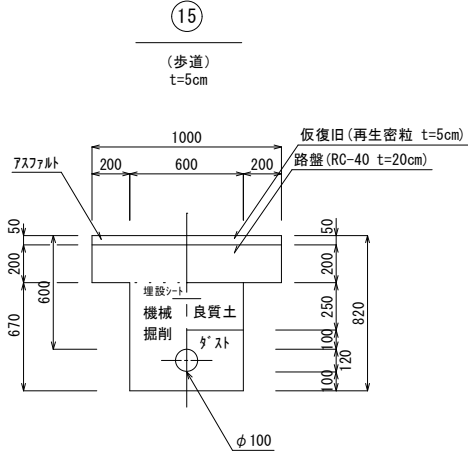 15
(歩道)
t=5cm
1000
仮復旧(再生密粒 t=5cm)
ｱｽﾌｧﾙﾄ
200
600
200
路盤(RC-40 t=20cm)
50
200
600
670
埋設ｼｰﾄ
機械
掘削
良質土
ﾀﾞｽﾄ
50
200
250
100
120
100
820
φ100